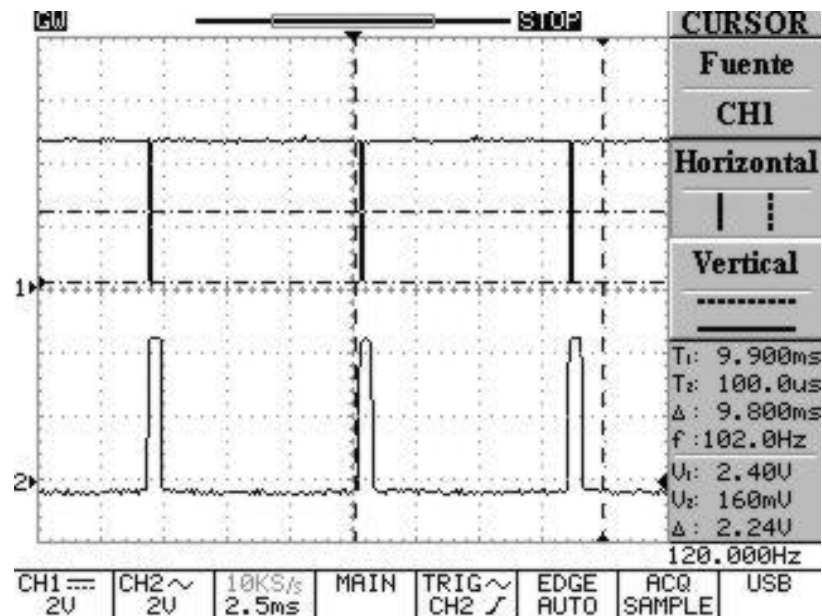 GW STOP CURSOR
Fuente
CH1
Horizontal
Vertical
1
2
T₁: 9.900ms
T₂: 100.0us
Δ : 9.800ms
f :102.0Hz
V₁: 2.40V
V₂: 160mV
Δ : 2.24V
120.000Hz
CH1 CH2 10KS/s MAIN TRIG EDGE ACQ USB
2V 2V 2.5ms CH2 AUTO SAMPLE